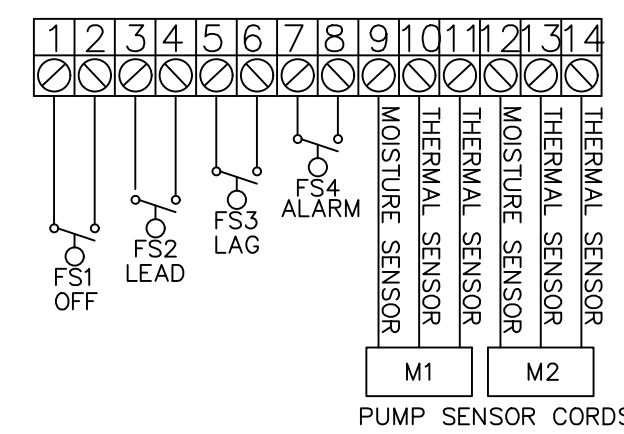 1 2 3 4 5 6 7 8 9 10 11 12 13 14
MOISTURE SENSOR
THERMAL SENSOR
THERMAL SENSOR
MOISTURE SENSOR
THERMAL SENSOR
THERMAL SENSOR
FS4
ALARM
FS3
LAG
FS2
LEAD
FS1
OFF
M1 M2
PUMP SENSOR CORDS